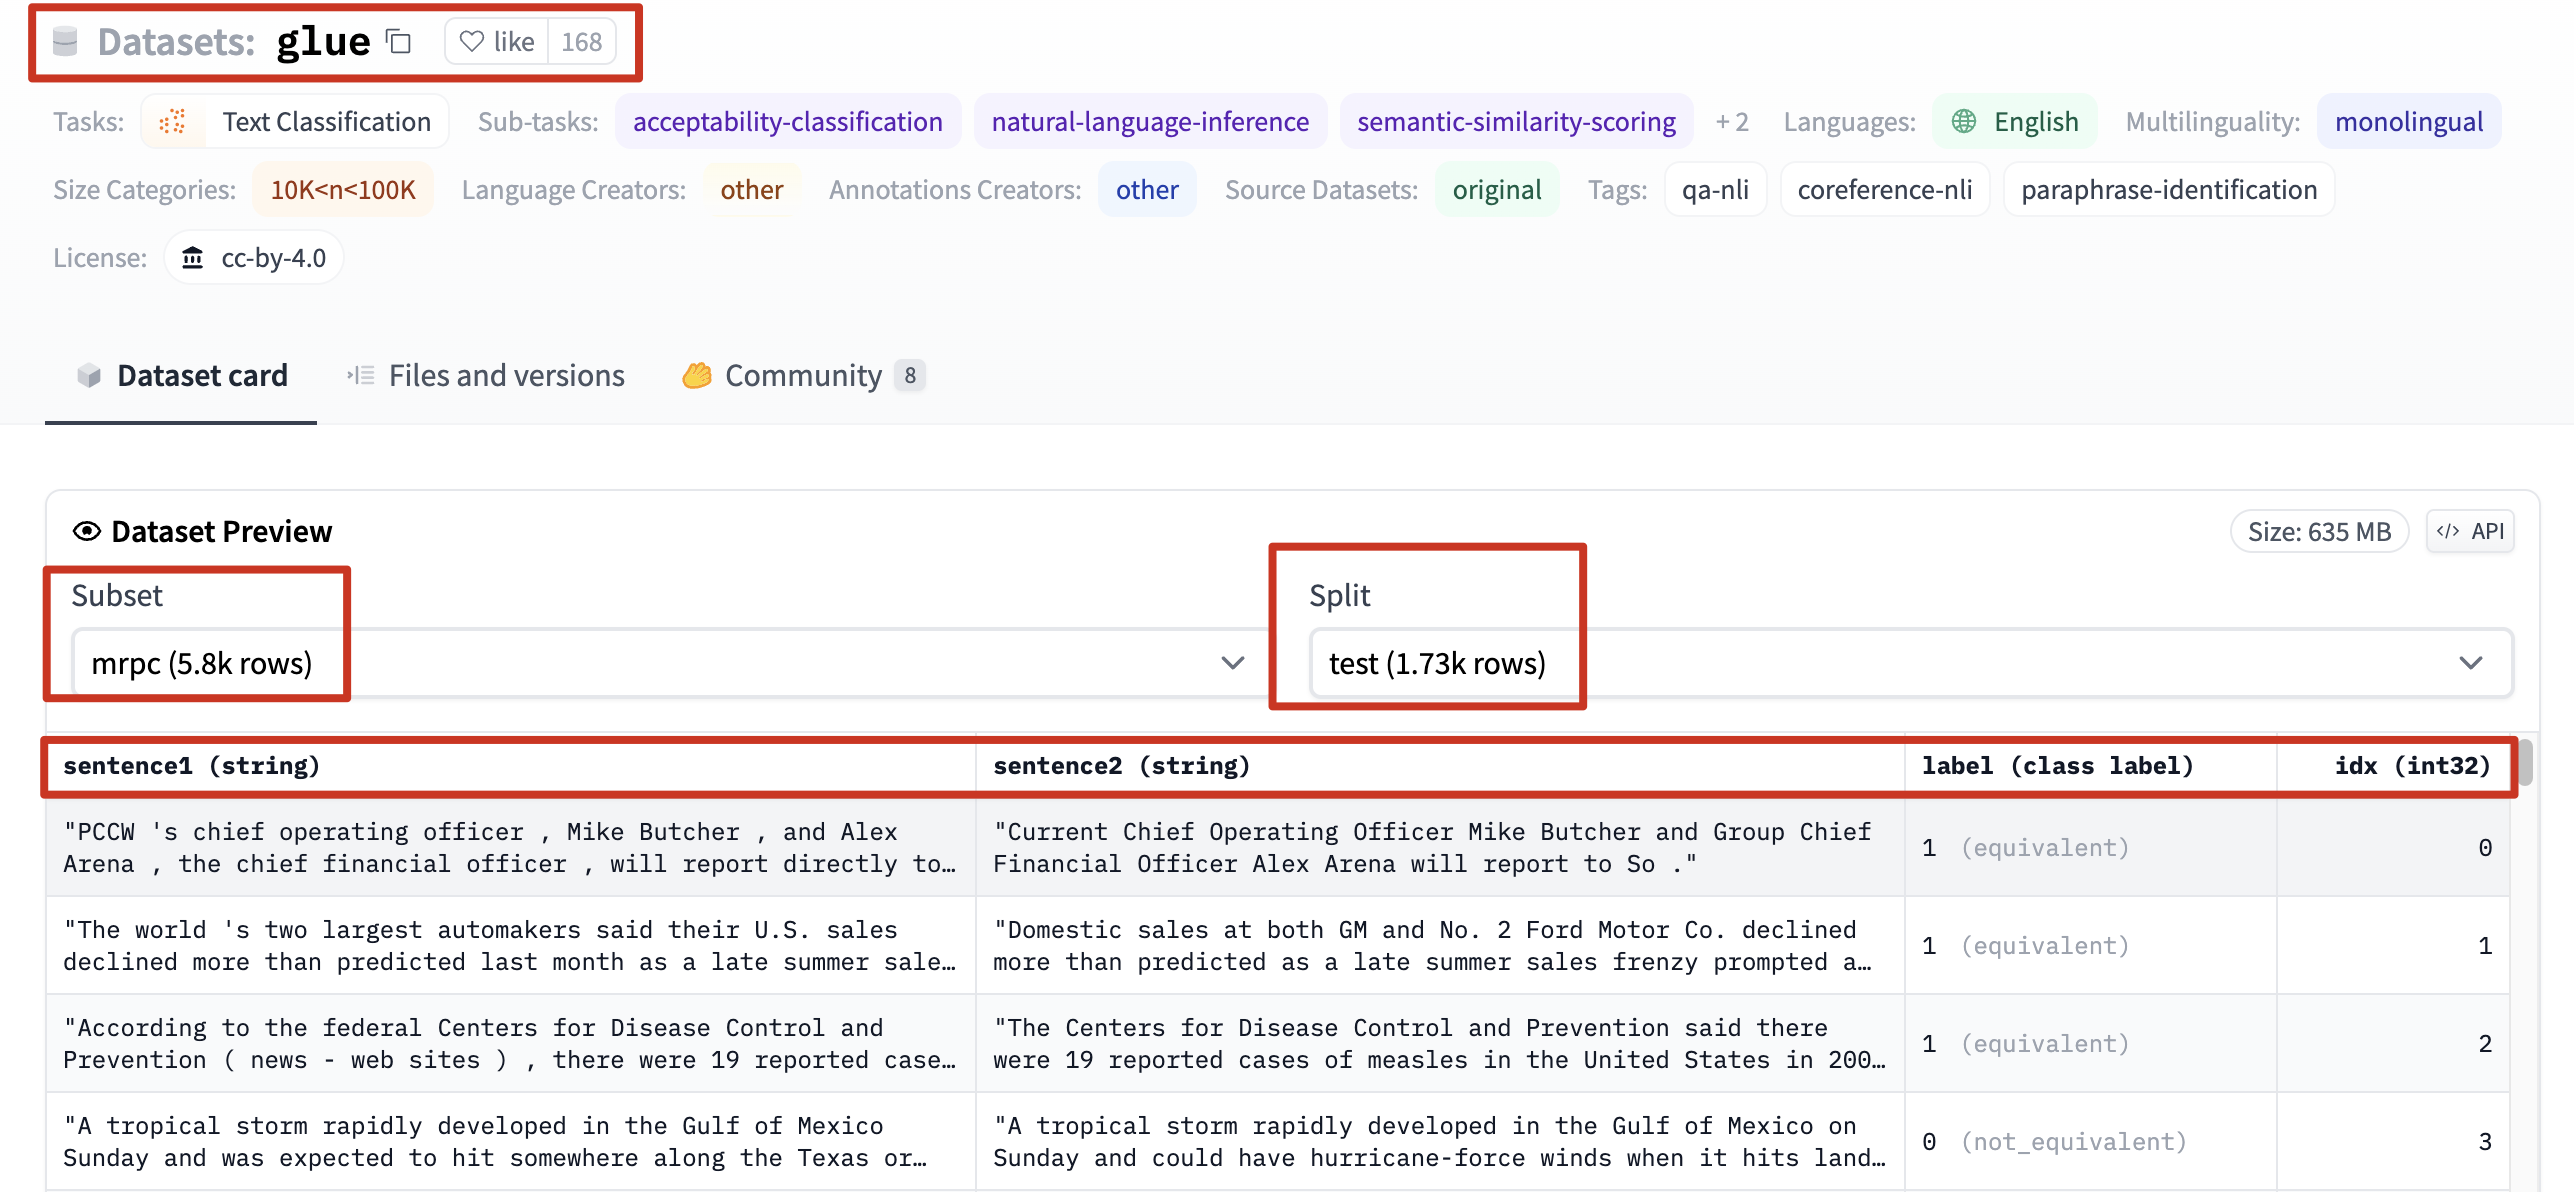 Datasets: glue like 168
Tasks: Text Classification Sub-tasks: acceptability-classification natural-language-inference semantic-similarity-scoring + 2 Languages: English Multilinguality: monolingual
Size Categories: 10K<n<100K Language Creators: other Annotations Creators: other Source Datasets: original Tags: qa-nli coreference-nli paraphrase-identification
License: cc-by-4.0
Dataset card Files and versions Community 8
Dataset Preview Size: 635 MB </> API
Subset Split
mrpc (5.8k rows) test (1.73k rows)
sentence1 (string) sentence2 (string) label (class label) idx (int32)
"PCCW 's chief operating officer , Mike Butcher , and Alex "Current Chief Operating Officer Mike Butcher and Group Chief
Arena , the chief financial officer , will report directly to… Financial Officer Alex Arena will report to So ." 1 (equivalent) 0
"The world 's two largest automakers said their U.S. sales "Domestic sales at both GM and No. 2 Ford Motor Co. declined
declined more than predicted last month as a late summer sale… more than predicted as a late summer sales frenzy prompted a… 1 (equivalent) 1
"According to the federal Centers for Disease Control and "The Centers for Disease Control and Prevention said there
Prevention ( news - web sites ) , there were 19 reported case… were 19 reported cases of measles in the United States in 200… 1 (equivalent) 2
"A tropical storm rapidly developed in the Gulf of Mexico "A tropical storm rapidly developed in the Gulf of Mexico on
Sunday and was expected to hit somewhere along the Texas or… Sunday and could have hurricane-force winds when it hits land… 0 (not_equivalent) 3